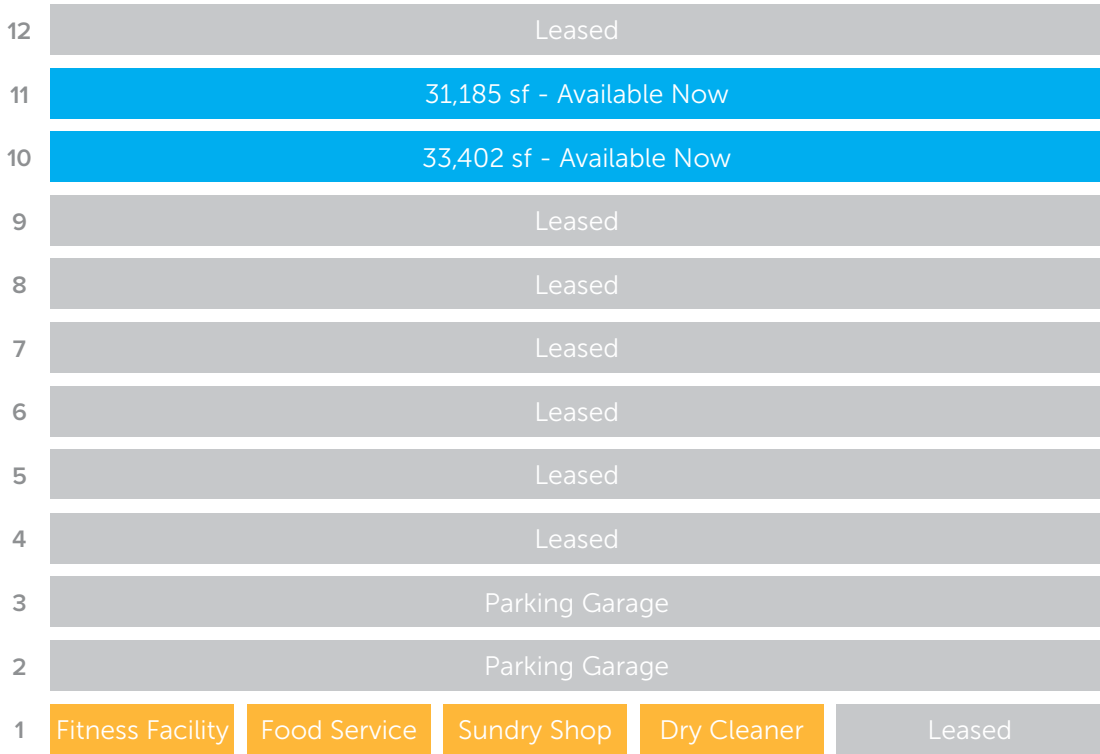 12 Leased
11 31,185 sf - Available Now
10 33,402 sf - Available Now
9 Leased
8 Leased
7 Leased
6 Leased
5 Leased
4 Leased
3 Parking Garage
2 Parking Garage
1 Fitness Facility Food Service Sundry Shop Dry Cleaner Leased